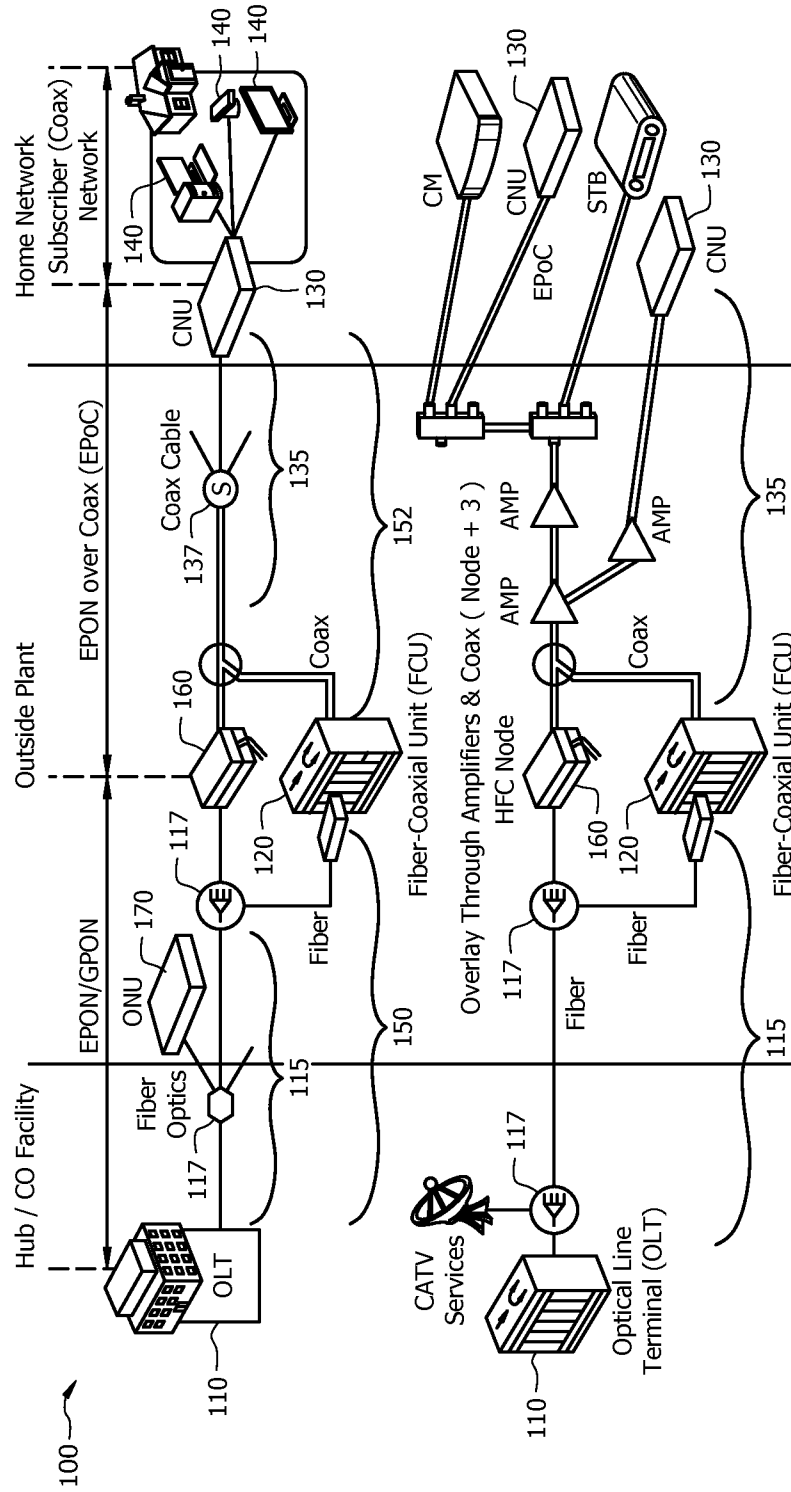 100
Hub / CO Facility
Outside Plant
Home Network
Subscriber (Coax)
Network
EPON/GPON
EPON over Coax (EPoC)
OLT
110
Fiber
Optics
117
ONU
170
115
117
Fiber
150
160
120
Fiber-Coaxial Unit (FCU)
Coax
152
Coax Cable
137
S
135
CNU
130
140
140
140
CATV
Services
110
Optical Line
Terminal (OLT)
117
Fiber
115
Overlay Through Amplifiers & Coax ( Node + 3 )
HFC Node
117
Fiber
160
120
Fiber-Coaxial Unit (FCU)
Coax
AMP
AMP
AMP
135
CM
CNU
130
EPoC
STB
130
CNU